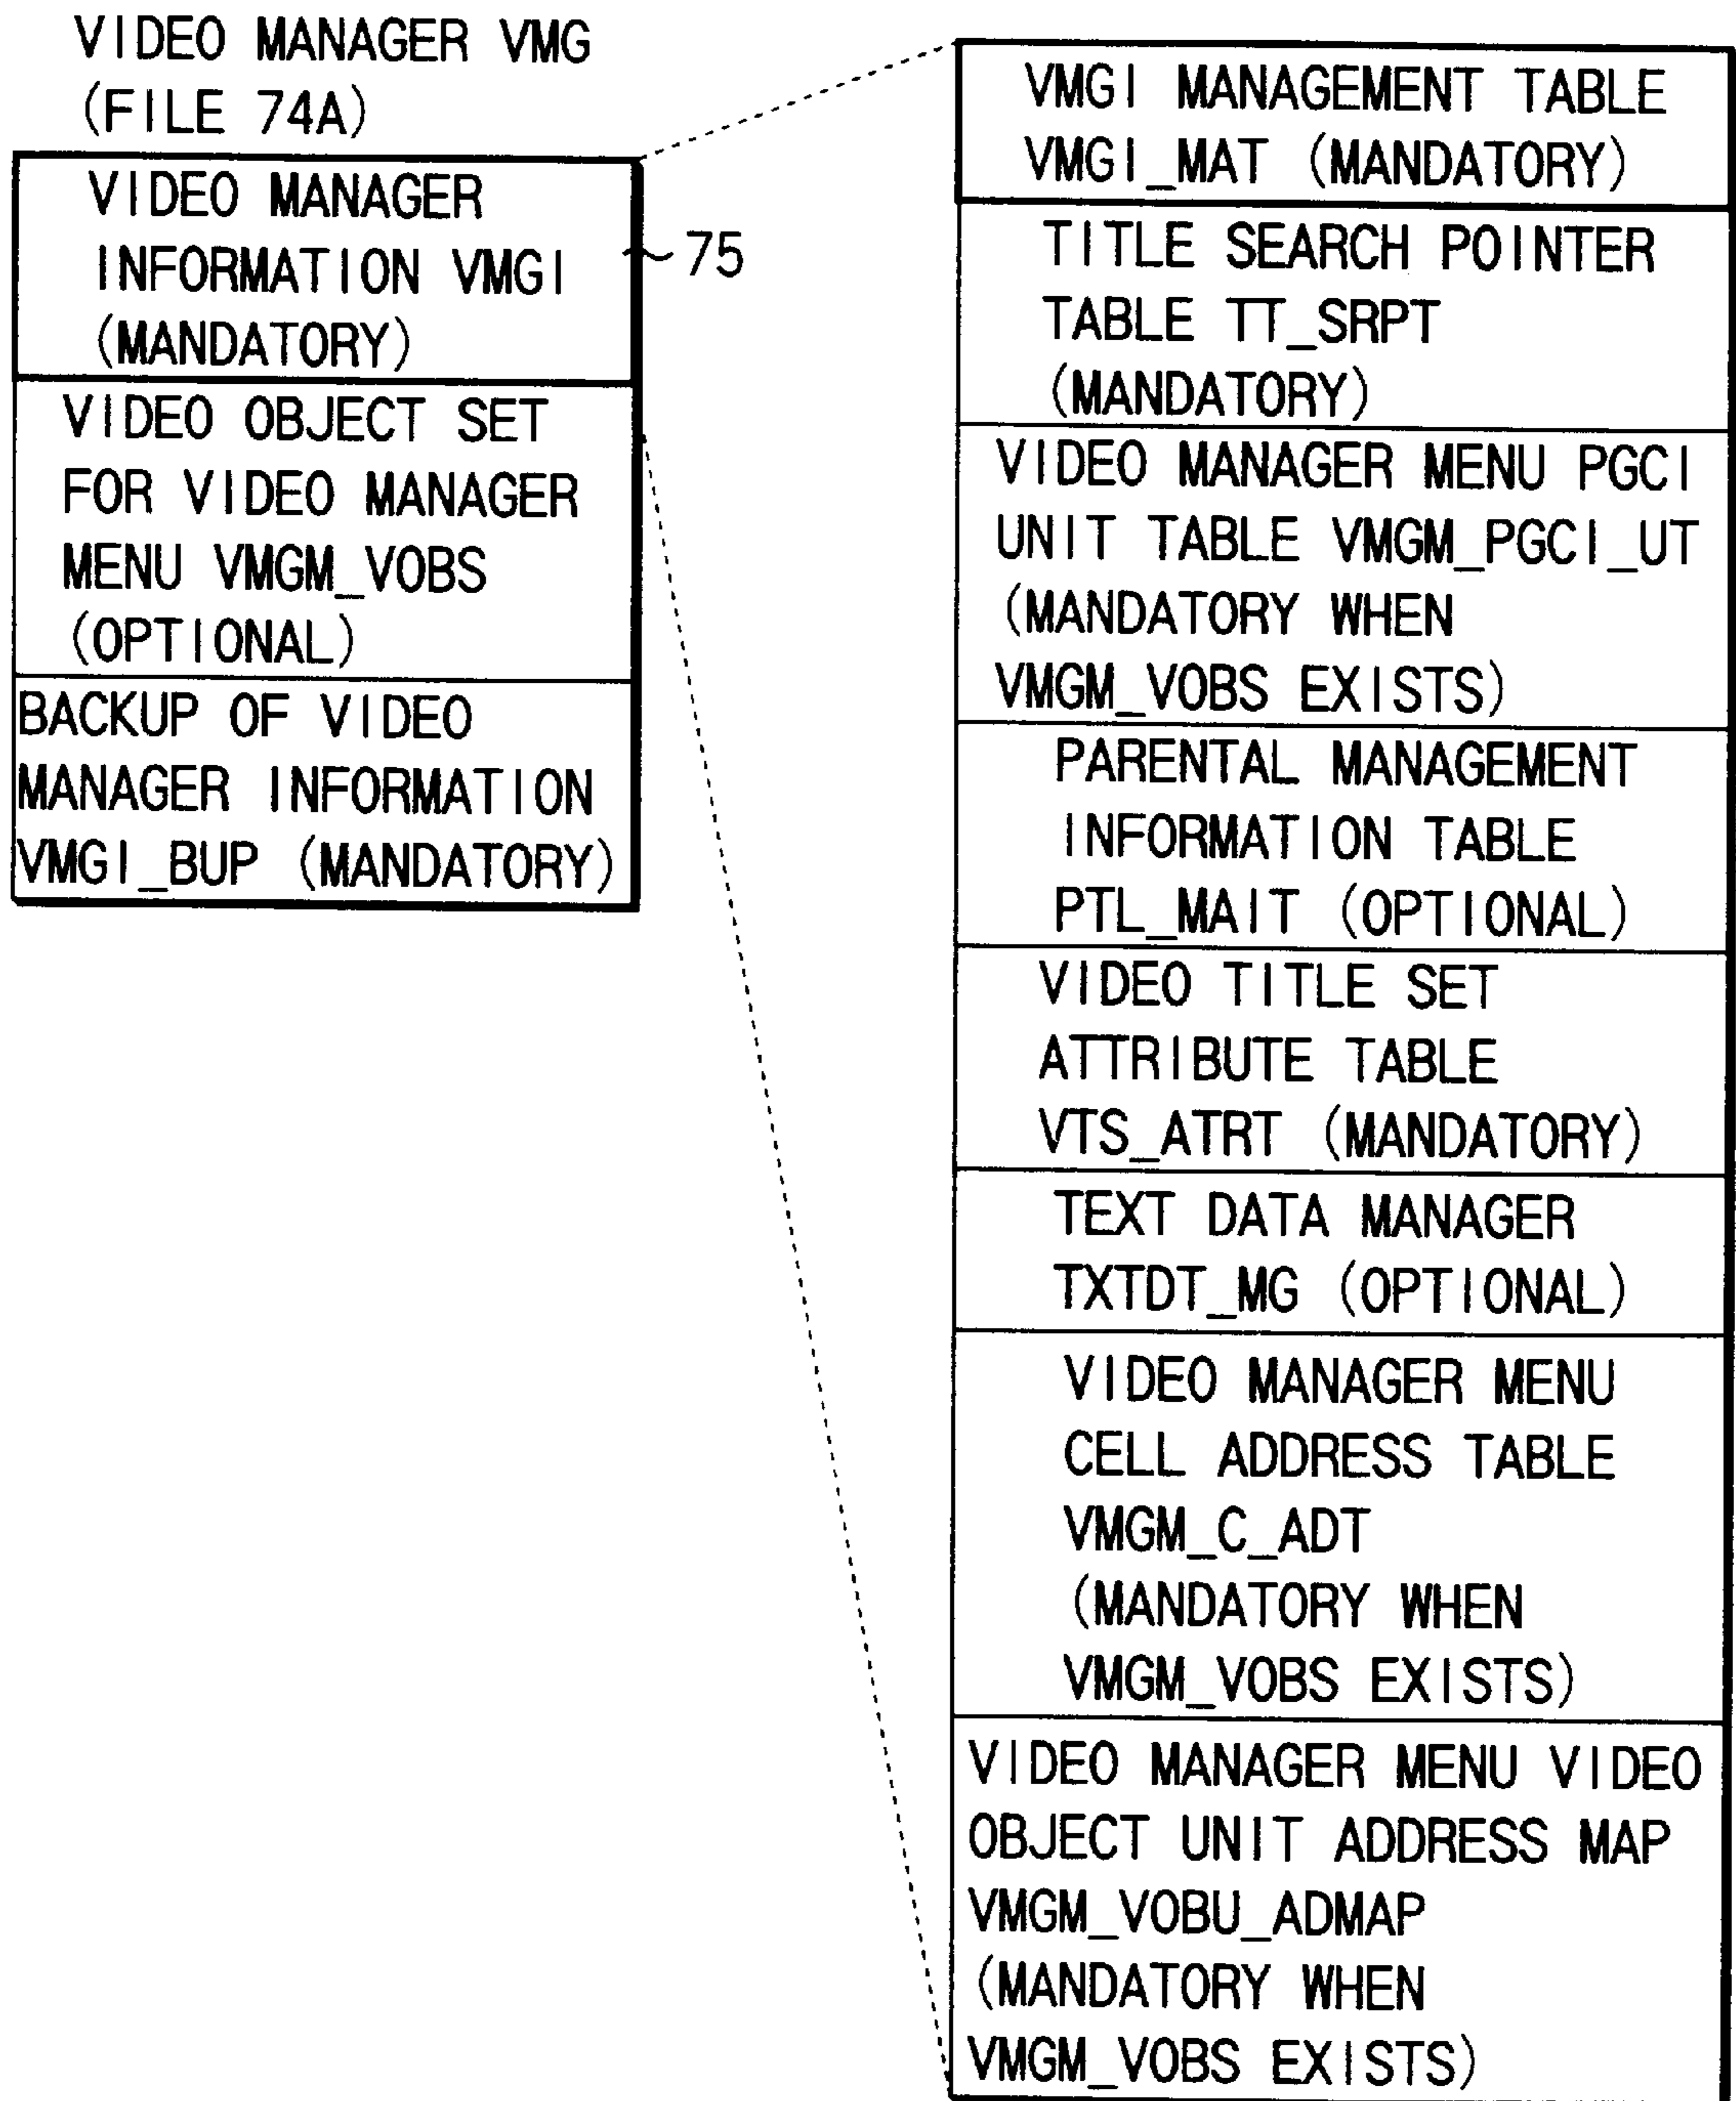 VIDEO MANAGER VMG
(FILE 74A)
VIDEO MANAGER
INFORMATION VMGI
(MANDATORY)
75
VIDEO OBJECT SET
FOR VIDEO MANAGER
MENU VMGM_VOBS
(OPTIONAL)
BACKUP OF VIDEO
MANAGER INFORMATION
VMGI_BUP (MANDATORY)
VMGI MANAGEMENT TABLE
VMGI_MAT (MANDATORY)
TITLE SEARCH POINTER
TABLE TT_SRPT
(MANDATORY)
VIDEO MANAGER MENU PGCI
UNIT TABLE VMGM_PGCI_UT
(MANDATORY WHEN
VMGM_VOBS EXISTS)
PARENTAL MANAGEMENT
INFORMATION TABLE
PTL_MAIT (OPTIONAL)
VIDEO TITLE SET
ATTRIBUTE TABLE
VTS_ATRT (MANDATORY)
TEXT DATA MANAGER
TXTDT_MG (OPTIONAL)
VIDEO MANAGER MENU
CELL ADDRESS TABLE
VMGM_C_ADT
(MANDATORY WHEN
VMGM_VOBS EXISTS)
VIDEO MANAGER MENU VIDEO
OBJECT UNIT ADDRESS MAP
VMGM_VOBU_ADMAP
(MANDATORY WHEN
VMGM_VOBS EXISTS)